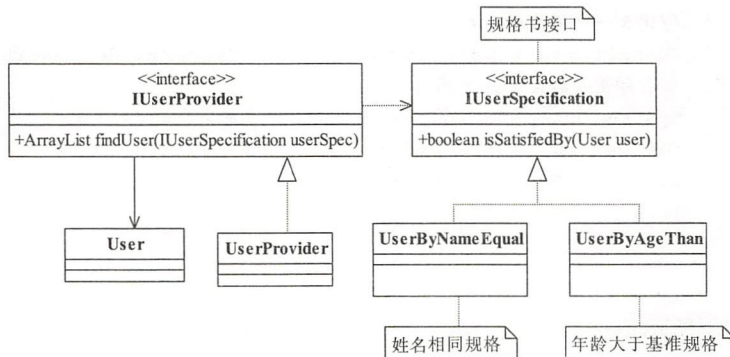 规格书接口
<<interface>>
IUserProvider
+ArrayList findUser(IUserSpecification userSpec)
<<interface>>
IUserSpecification
+boolean isSatisfiedBy(User user)
User
UserProvider
UserByNameEqual
UserByAgeThan
姓名相同规格
年龄大于基准规格